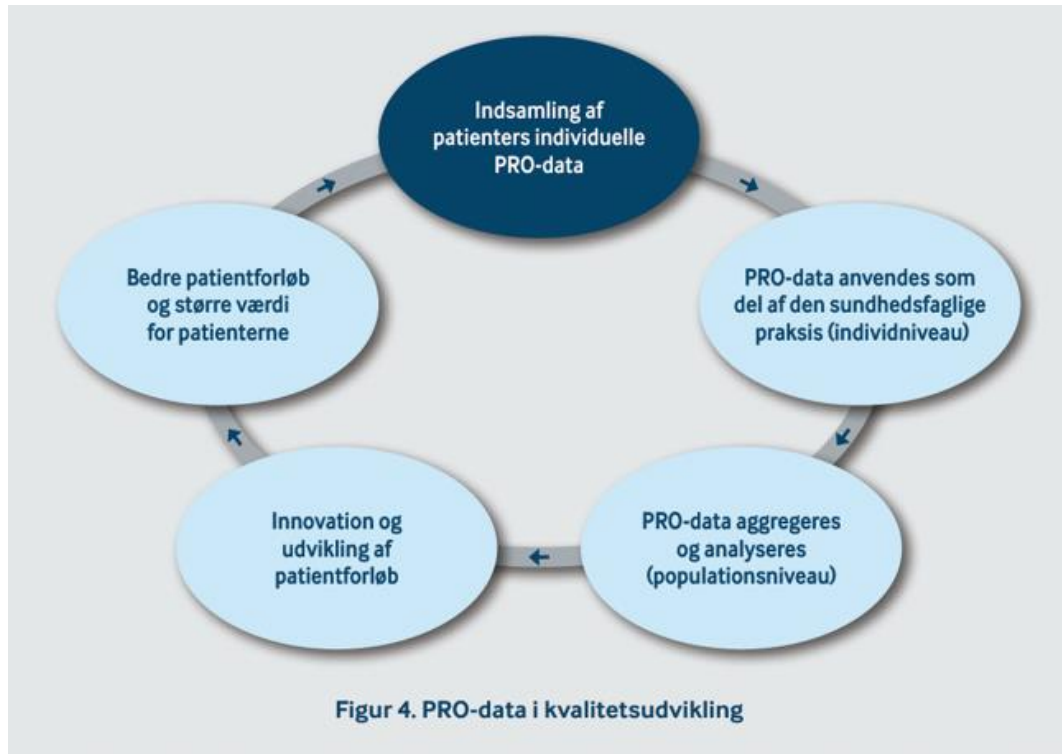 Indsamling af
patienters individuelle
PRO-data
PRO-data anvendes som
del af den sundhedsfaglige
praksis (individniveau)
PRO-data aggregeres
og analyseres
(populationsniveau)
Innovation og
udvikling af
patientforløb
Bedre patientforløb
og større værdi
for patienterne
Figur 4. PRO-data i kvalitetsudvikling